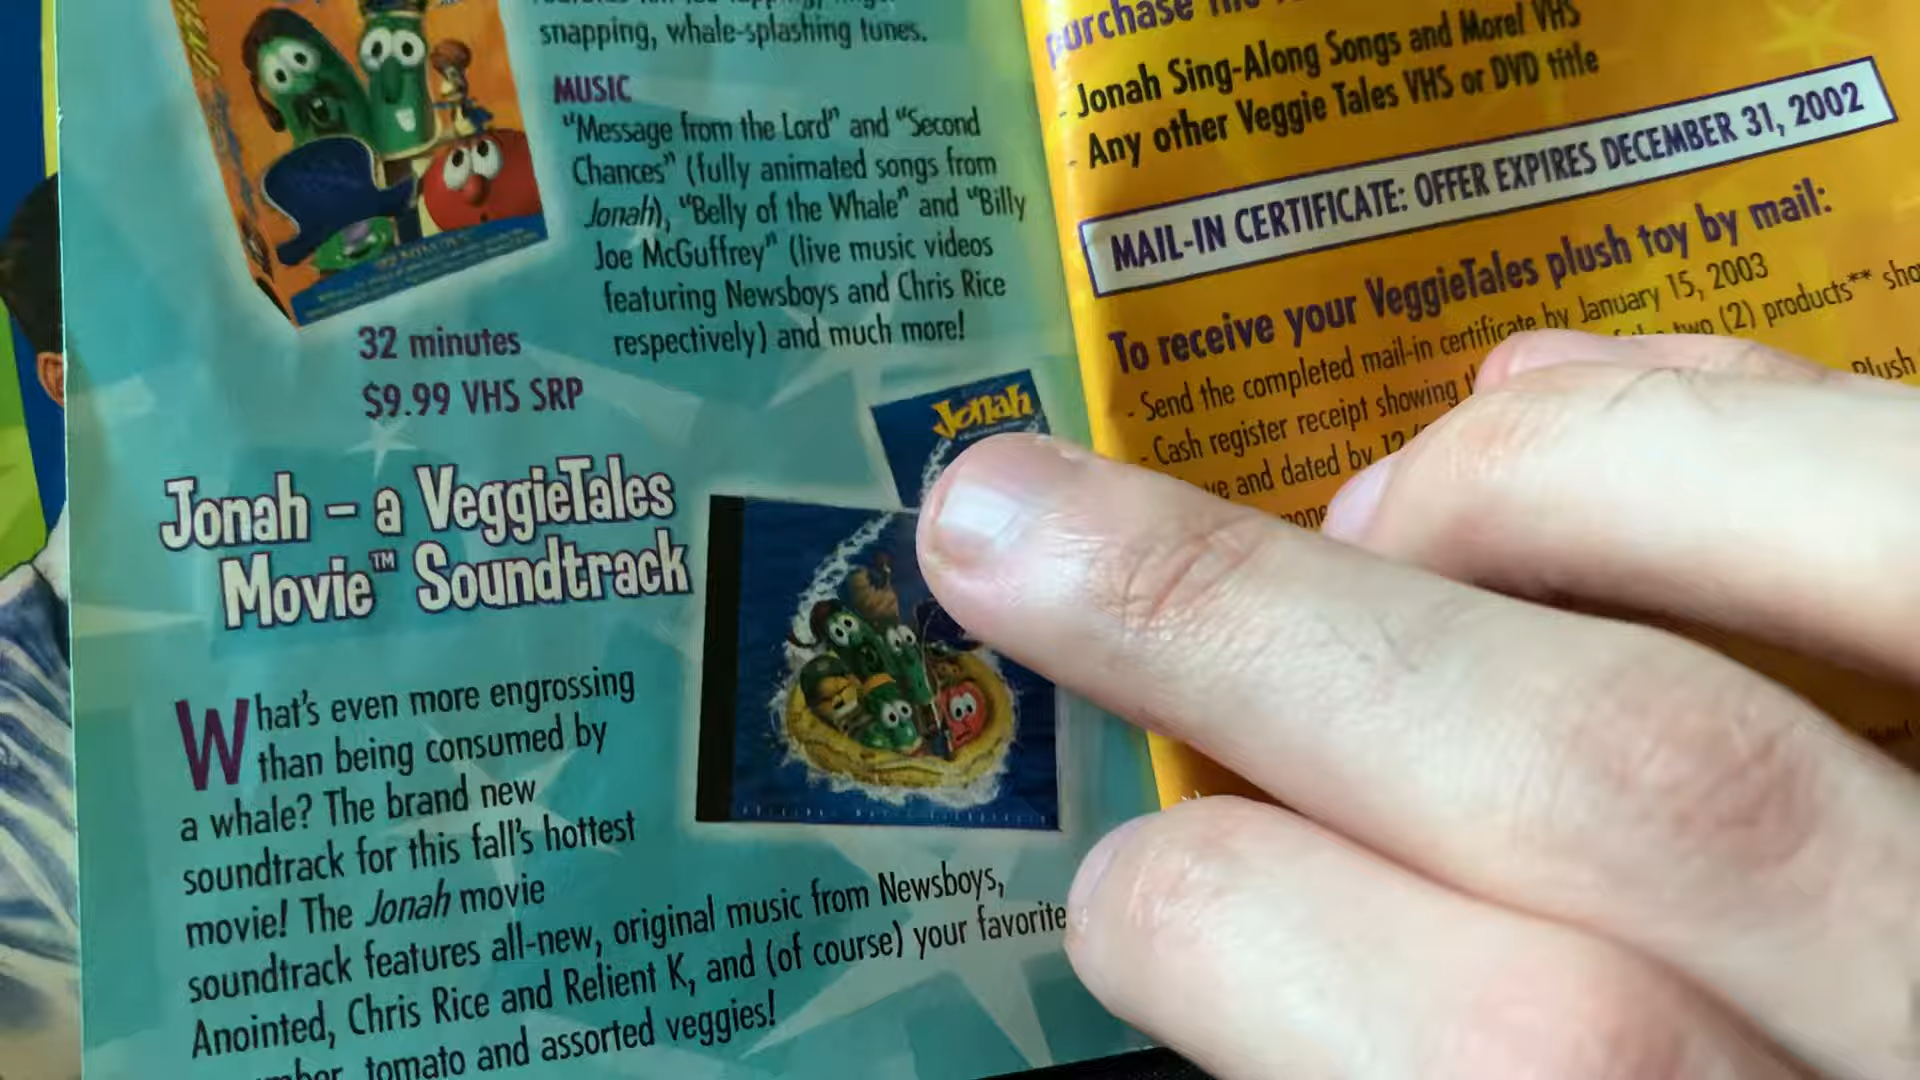 snapping, whale-splashing tunes.
MUSIC
"Message from the Lord" and "Second
Chances" (fully animated songs from
Jonah), "Belly of the Whale" and "Billy
Joe McGuffrey" (live music videos
featuring Newsboys and Chris Rice
respectively) and much more!
32 minutes
$9.99 VHS SRP
Jonah
Jonah – a VeggieTales
Movie™ Soundtrack
What's even more engrossing
than being consumed by
a whale? The brand new
soundtrack for this fall's hottest
movie! The Jonah movie
soundtrack features all-new, original music from Newsboys,
Anointed, Chris Rice and Relient K, and (of course) your favorite
tomato and assorted veggies!
purchase
- Jonah Sing-Along Songs and More! VHS
- Any other Veggie Tales VHS or DVD title
MAIL-IN CERTIFICATE: OFFER EXPIRES DECEMBER 31, 2002
To receive your VeggieTales plush toy by mail:
- Send the completed mail-in certificate by January 15, 2003
- Cash register receipt showing two (2) products**
and dated by